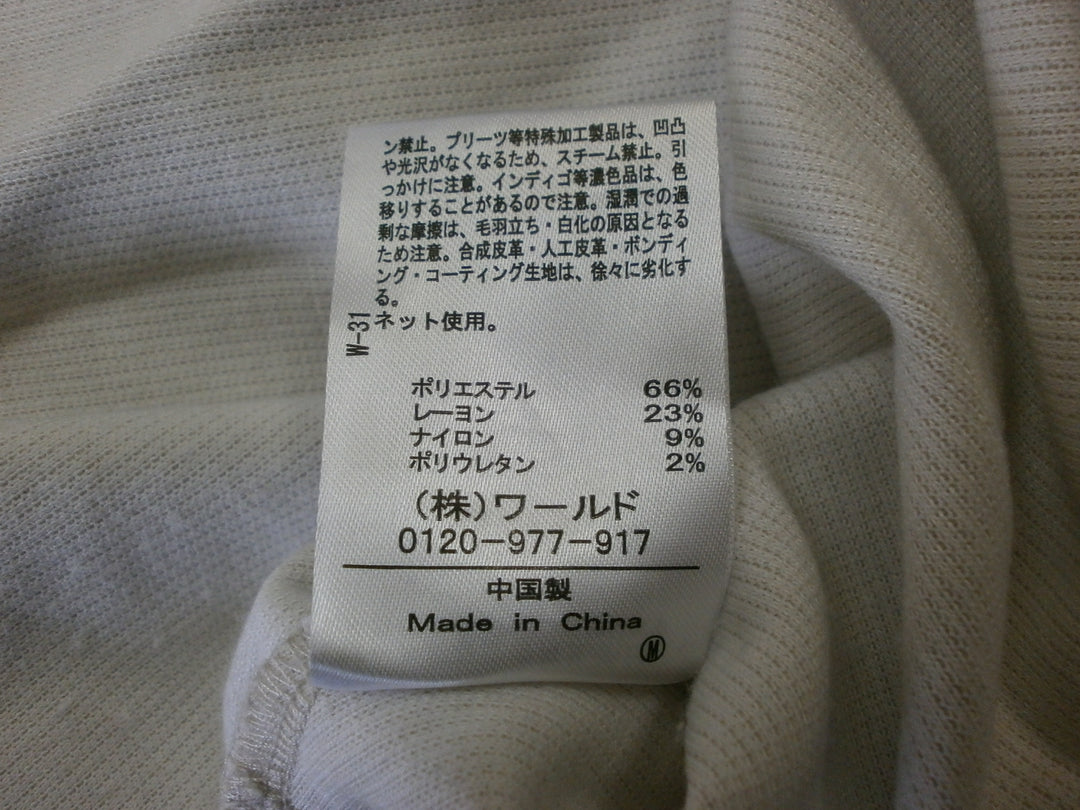 ン禁止。プリーツ等特殊加工製品は、凹凸
や光沢がなくなるため、スチーム禁止。引
っかけに注意。インディゴ等濃色品は、色
移りすることがあるので注意。湿潤での過
剰な摩擦は、毛羽立ち・白化の原因となる
ため注意。合成皮革・人工皮革・ボンディ
ング・コーティング生地は、徐々に劣化す
る。
ネット使用。
W-31
ポリエステル 66%
レーヨン 23%
ナイロン 9%
ポリウレタン 2%
(株)ワールド
0120-977-917
中国製
Made in China
M